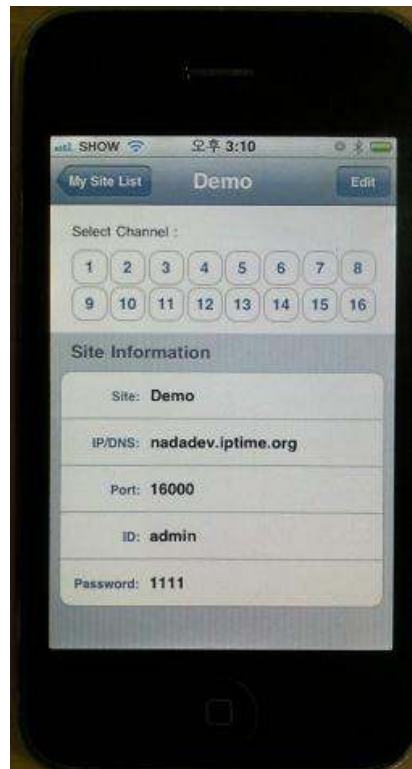 SHOW 오후 3:10
My Site List Demo Edit
Select Channel :
1 2 3 4 5 6 7 8
9 10 11 12 13 14 15 16
Site Information
Site: Demo
IP/DNS: nadadev.iptime.org
Port: 16000
ID: admin
Password: 1111